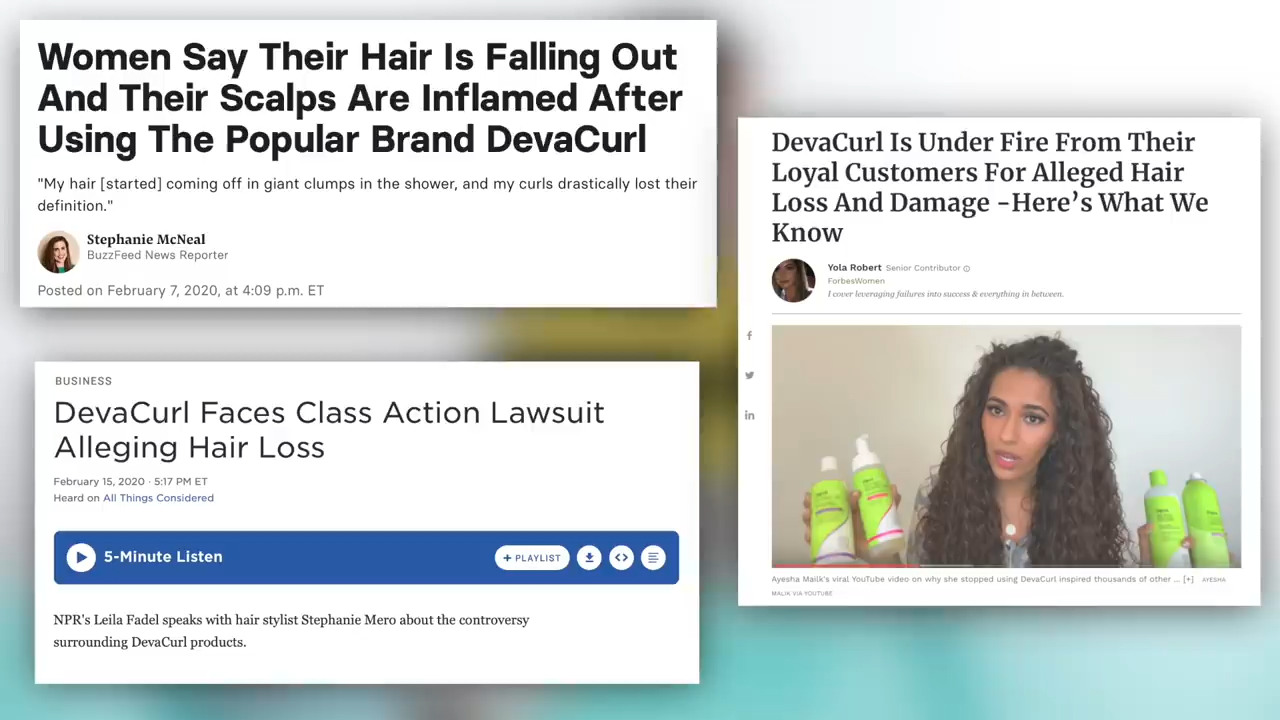 Women Say Their Hair Is Falling Out
And Their Scalps Are Inflamed After
Using The Popular Brand DevaCurl
"My hair [started] coming off in giant clumps in the shower, and my curls drastically lost their
definition."
Stephanie McNeal
BuzzFeed News Reporter
Posted on February 7, 2020, at 4:09 p.m. ET
BUSINESS
DevaCurl Faces Class Action Lawsuit
Alleging Hair Loss
February 15, 2020 · 5:17 PM ET
Heard on All Things Considered
5-Minute Listen
+ PLAYLIST
NPR's Leila Fadel speaks with hair stylist Stephanie Mero about the controversy
surrounding DevaCurl products.
DevaCurl Is Under Fire From Their
Loyal Customers For Alleged Hair
Loss And Damage -Here's What We
Know
Yola Robert Senior Contributor
ForbesWomen
I cover leveraging failures into success & everything in between.
Ayesha Malik's viral YouTube video on why she stopped using DevaCurl inspired thousands of other ... [+] AYESHA
MALIK VIA YOUTUBE